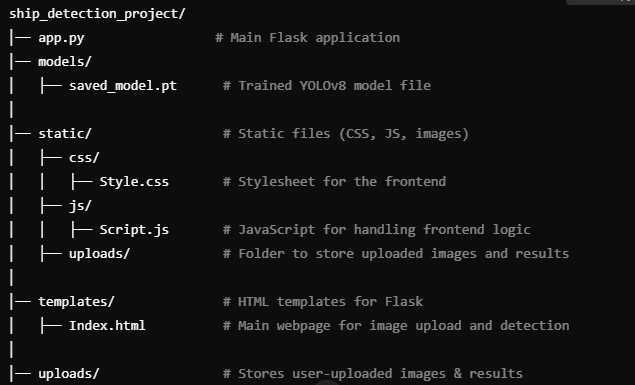 ship_detection_project/
│── app.py                  # Main Flask application
│── models/
│   ├── saved_model.pt      # Trained YOLOv8 model file
│
│── static/                 # Static files (CSS, JS, images)
│   ├── css/
│   │   ├── Style.css       # Stylesheet for the frontend
│   ├── js/
│   │   ├── Script.js       # JavaScript for handling frontend logic
│   ├── uploads/            # Folder to store uploaded images and results
│
│── templates/              # HTML templates for Flask
│   ├── Index.html          # Main webpage for image upload and detection
│
│── uploads/                # Stores user-uploaded images & results